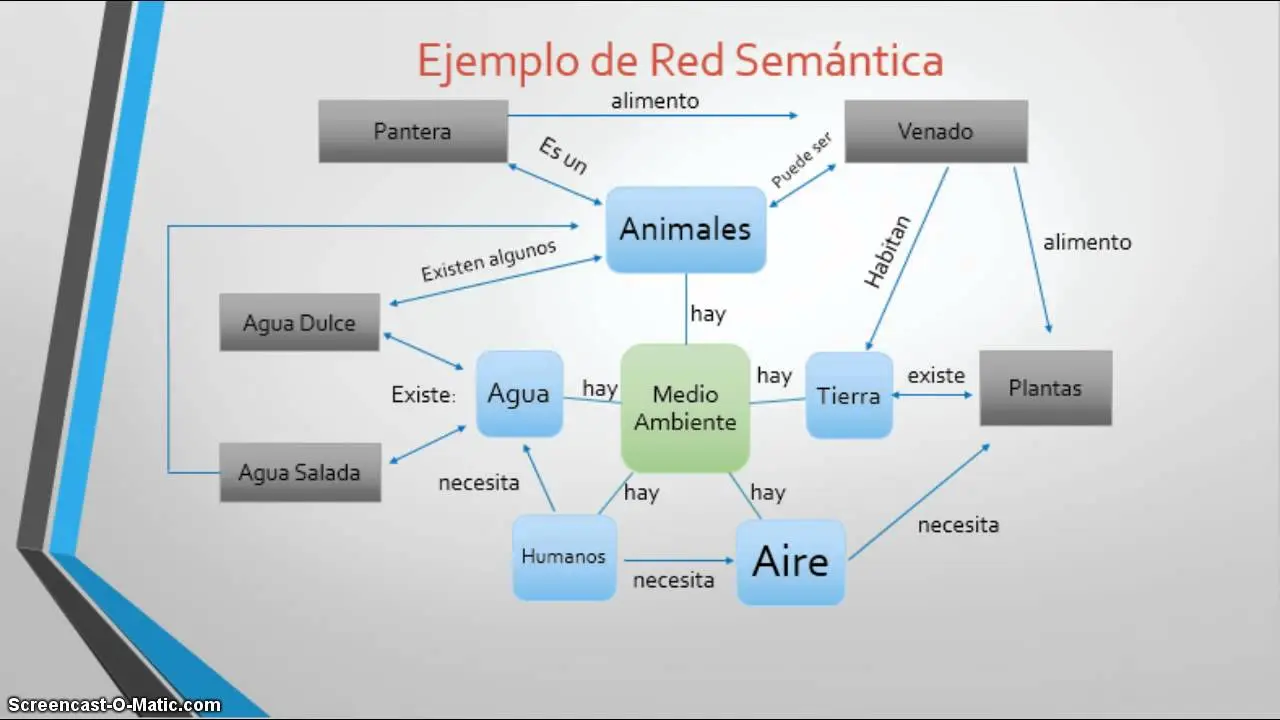 Ejemplo de Red Semántica
alimento
Pantera
Venado
Es un
Puede ser
Animales
Habitan
alimento
Existen algunos
hay
Agua Dulce
Existe:
Agua
hay
Medio
Ambiente
hay
Tierra
existe
Plantas
Agua Salada
necesita
hay
hay
necesita
Humanos
necesita
Aire
Screencast-O-Matic.com